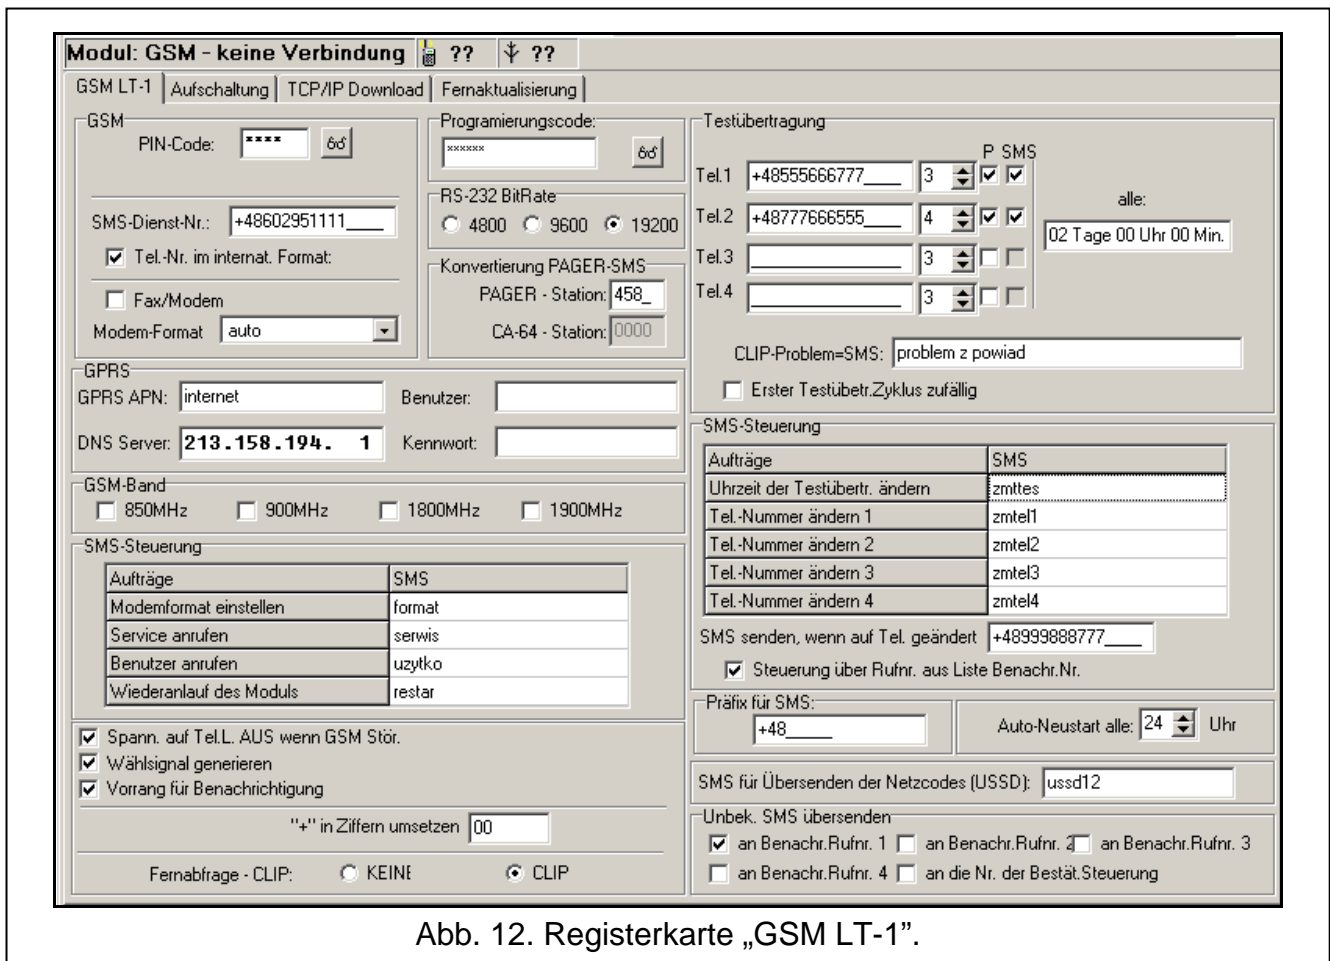 Modul: GSM - keine Verbindung ?? ??
GSM LT-1 Aufschaltung TCP/IP Download Fernaktualisierung
GSM
PIN-Code: ****
SMS-Dienst-Nr.: +48602951111____
Tel.-Nr. im internat. Format:
Fax/Modem
Modem-Format auto
Programierungscode:
******
RS-232 BitRate
4800 9600 19200
Konvertierung PAGER-SMS
PAGER - Station: 458_
CA-64 - Station: 0000
GPRS
GPRS APN: internet Benutzer:
DNS Server: 213.158.194. 1 Kennwort:
GSM-Band
850MHz 900MHz 1800MHz 1900MHz
SMS-Steuerung
Aufträge SMS
Modemformat einstellen format
Service anrufen serwis
Benutzer anrufen uzytko
Wiederanlauf des Moduls restar
Spann. auf Tel.L. AUS wenn GSM Stör.
Wählsignal generieren
Vorrang für Benachrichtigung
"+" in Ziffern umsetzen 00
Fernabfrage - CLIP: KEINE CLIP
Testübertragung
P SMS
Tel.1 +48555666777____ 3
Tel.2 +48777666555____ 4
Tel.3 ________________ 3
Tel.4 ________________ 3
alle:
02 Tage 00 Uhr 00 Min.
CLIP-Problem=SMS: problem z powiad
Erster Testübetr.Zyklus zufällig
SMS-Steuerung
Aufträge SMS
Uhrzeit der Testübertr. ändern zmttes
Tel.-Nummer ändern 1 zmtel1
Tel.-Nummer ändern 2 zmtel2
Tel.-Nummer ändern 3 zmtel3
Tel.-Nummer ändern 4 zmtel4
SMS senden, wenn auf Tel. geändert +48999888777____
Steuerung über Rufnr. aus Liste Benachr.Nr.
Präfix für SMS:
+48_____
Auto-Neustart alle: 24 Uhr
SMS für Übersenden der Netzcodes (USSD): ussd12
Unbek. SMS übersenden
an Benachr.Rufnr. 1 an Benachr.Rufnr. 2 an Benachr.Rufnr. 3
an Benachr.Rufnr. 4 an die Nr. der Bestät.Steuerung
Abb. 12. Registerkarte „GSM LT-1”.